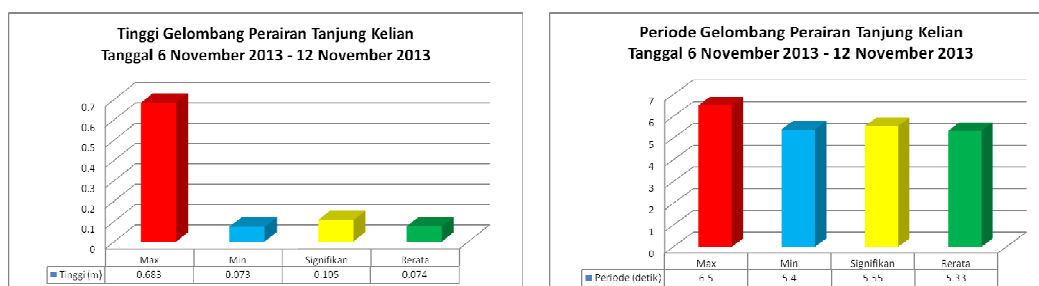 Tinggi Gelombang Perairan Tanjung Kelian
Tanggal 6 November 2013 - 12 November 2013
0.7
0.6
0.5
0.4
0.3
0.2
0.1
0
Max Min Signifikan Rerata
Tinggi (m) 0.683 0.073 0.105 0.074
Periode Gelombang Perairan Tanjung Kelian
Tanggal 6 November 2013 - 12 November 2013
7
6
5
4
3
2
1
0
Max Min Signifikan Rerata
Periode (detik) 6.5 5.4 5.55 5.33